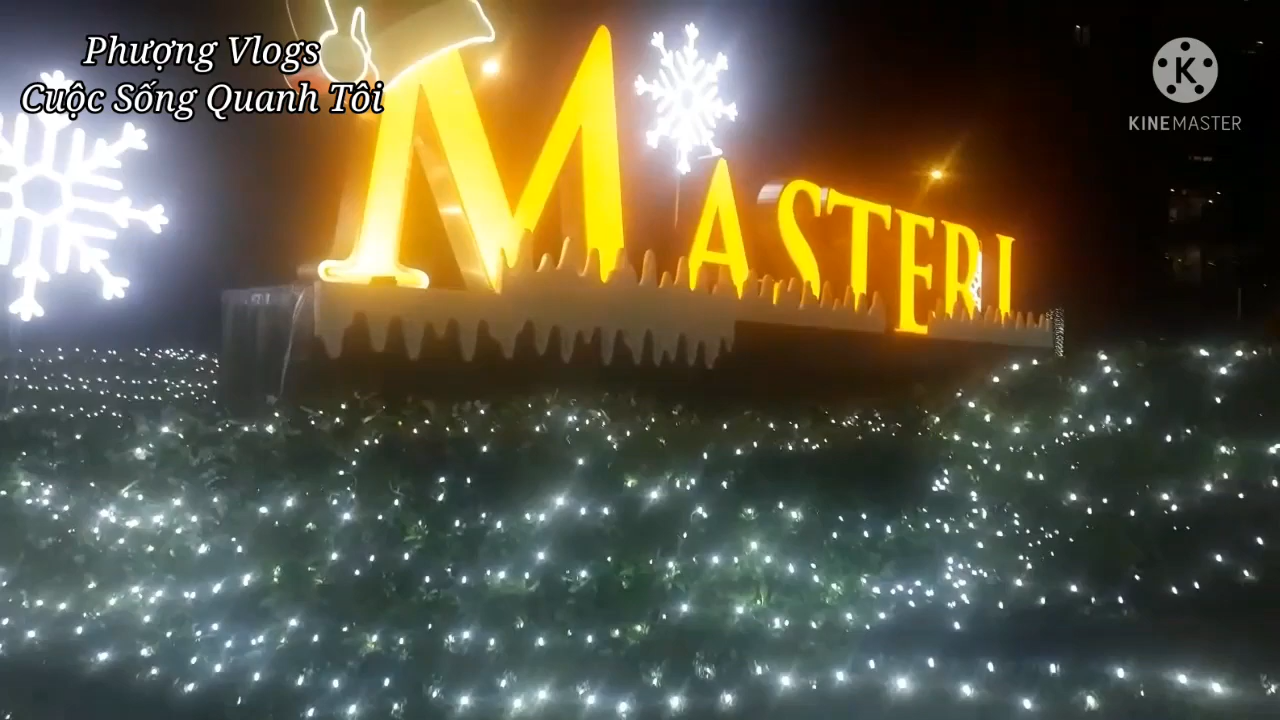 Phượng Vlogs
Cuộc Sống Quanh Tôi
K
KINEMASTER
MASTERI